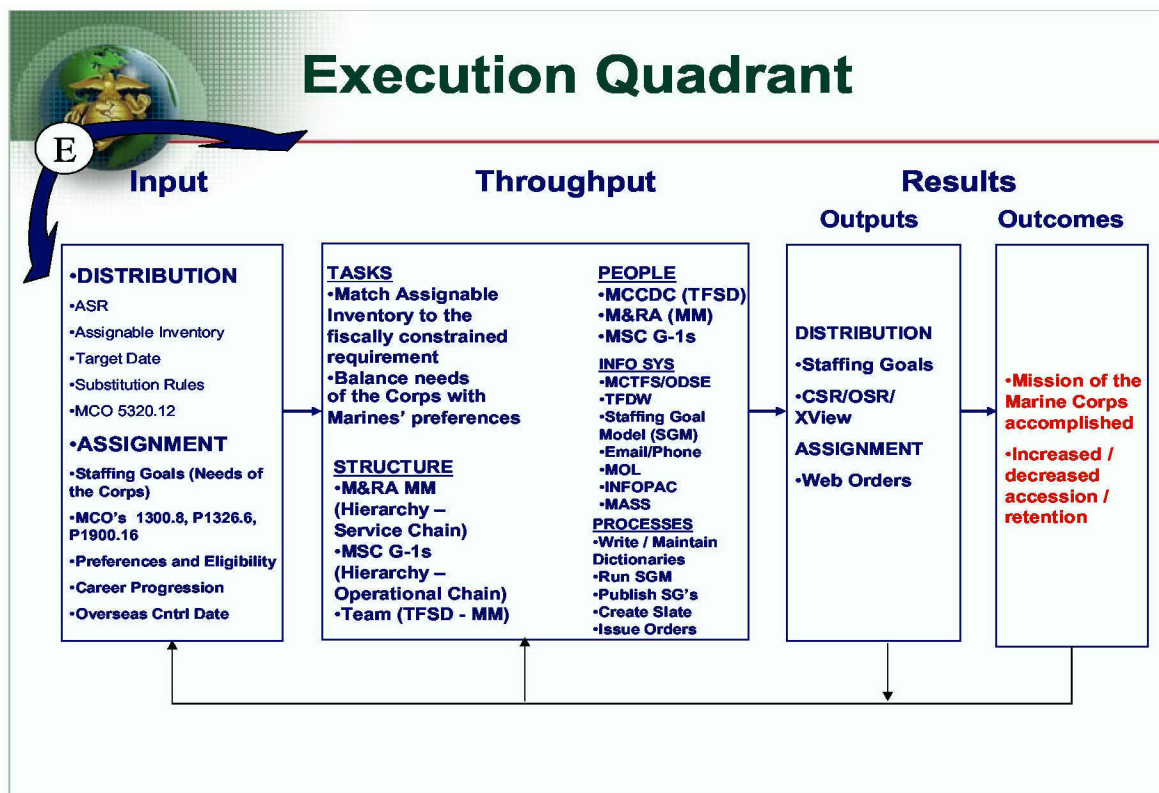 Execution Quadrant
E
Input
Throughput
Results
Outputs
Outcomes
•DISTRIBUTION
•ASR
•Assignable Inventory
•Target Date
•Substitution Rules
•MCO 5320.12
•ASSIGNMENT
•Staffing Goals (Needs of
the Corps)
•MCO's 1300.8, P1326.6,
P1900.16
•Preferences and Eligibility
•Career Progression
•Overseas Cntrl Date
TASKS
•Match Assignable
Inventory to the
fiscally constrained
requirement
•Balance needs
of the Corps with
Marines' preferences
STRUCTURE
•M&RA MM
(Hierarchy –
Service Chain)
•MSC G-1s
(Hierarchy –
Operational Chain)
•Team (TFSD - MM)
PEOPLE
•MCCDC (TFSD)
•M&RA (MM)
•MSC G-1s
INFO SYS
•MCTFS/ODSE
•TFDW
•Staffing Goal
Model (SGM)
•Email/Phone
•MOL
•INFOPAC
•MASS
PROCESSES
•Write / Maintain
Dictionaries
•Run SGM
•Publish SG's
•Create Slate
•Issue Orders
DISTRIBUTION
•Staffing Goals
•CSR/OSR/
XView
ASSIGNMENT
•Web Orders
•Mission of the
Marine Corps
accomplished
•Increased /
decreased
accession /
retention